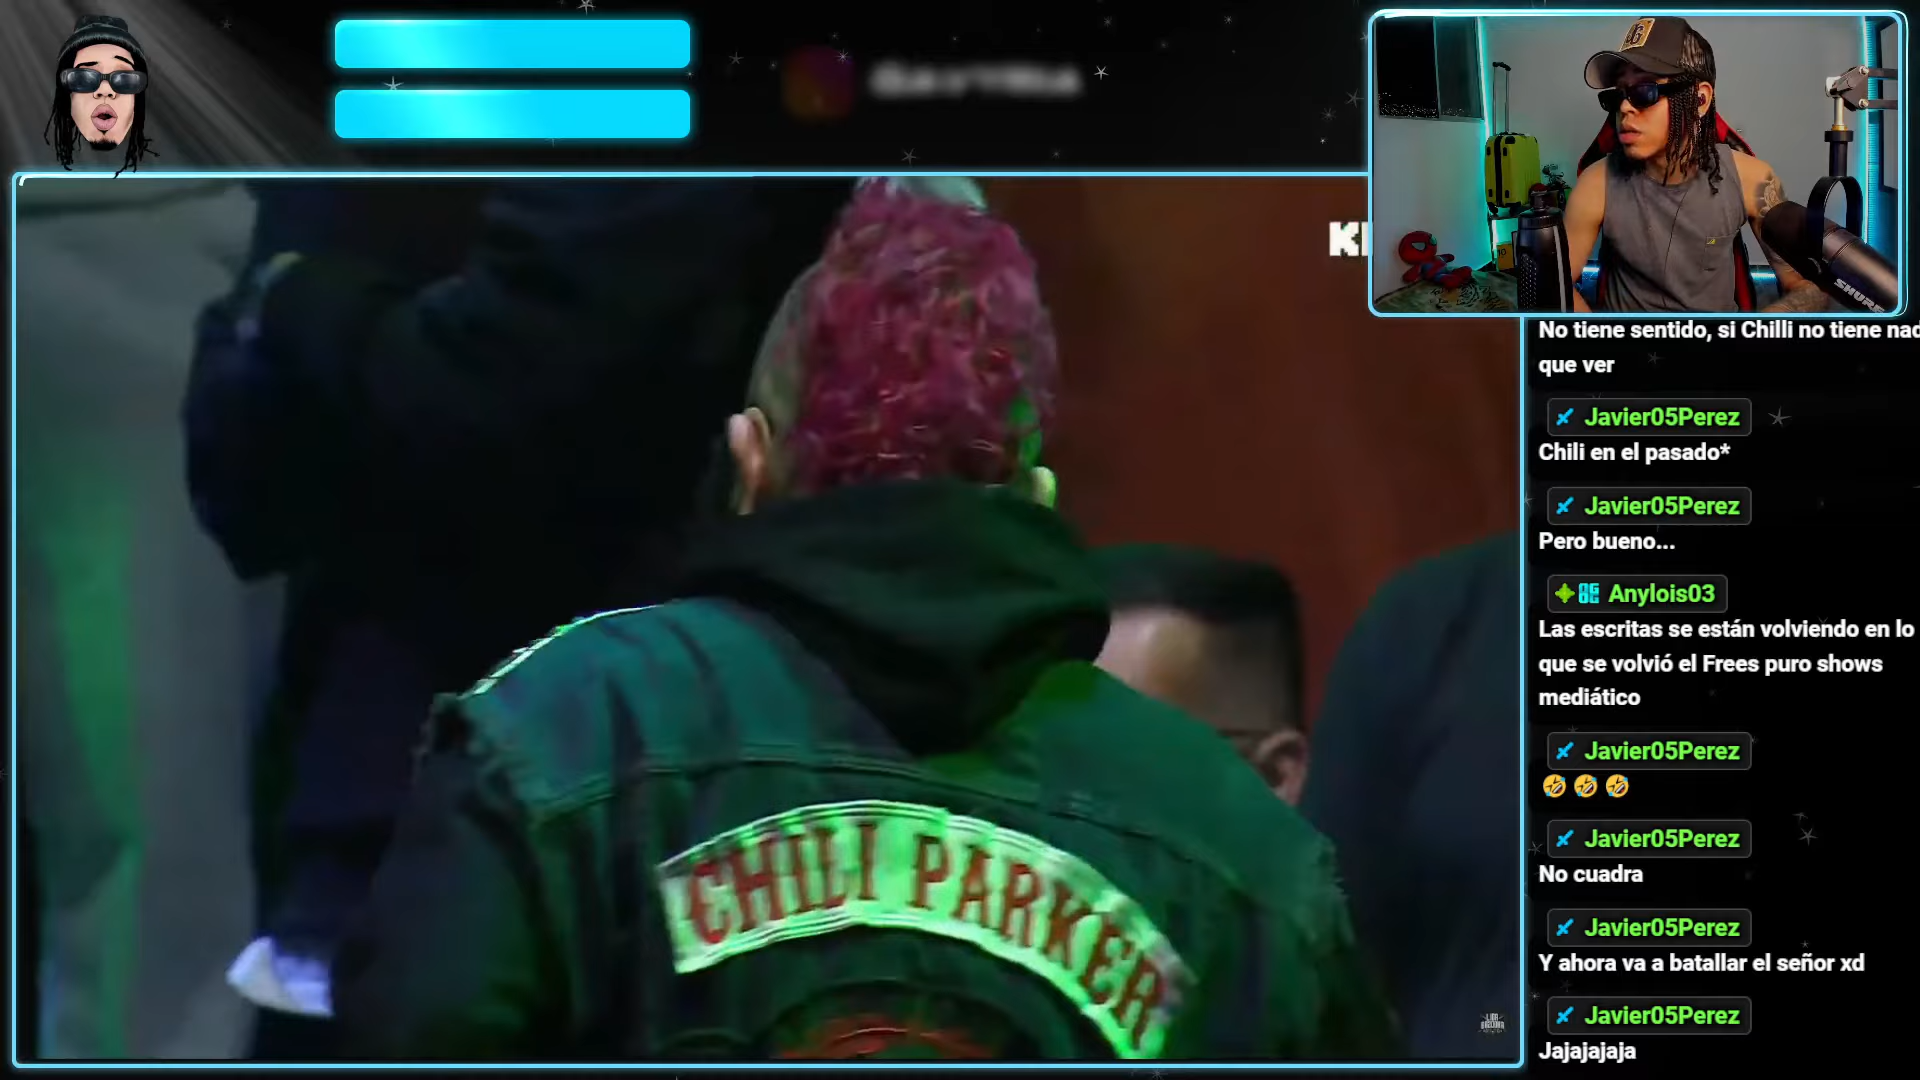 SHURE
No tiene sentido, si Chilli no tiene nad
que ver
Javier05Perez
Chili en el pasado*
Javier05Perez
Pero bueno...
Anylois03
Las escritas se están volviendo en lo
que se volvió el Frees puro shows
mediático
Javier05Perez
🤣 🤣 🤣
Javier05Perez
No cuadra
Javier05Perez
Y ahora va a batallar el señor xd
Javier05Perez
Jajajajaja
CHILI PARKER